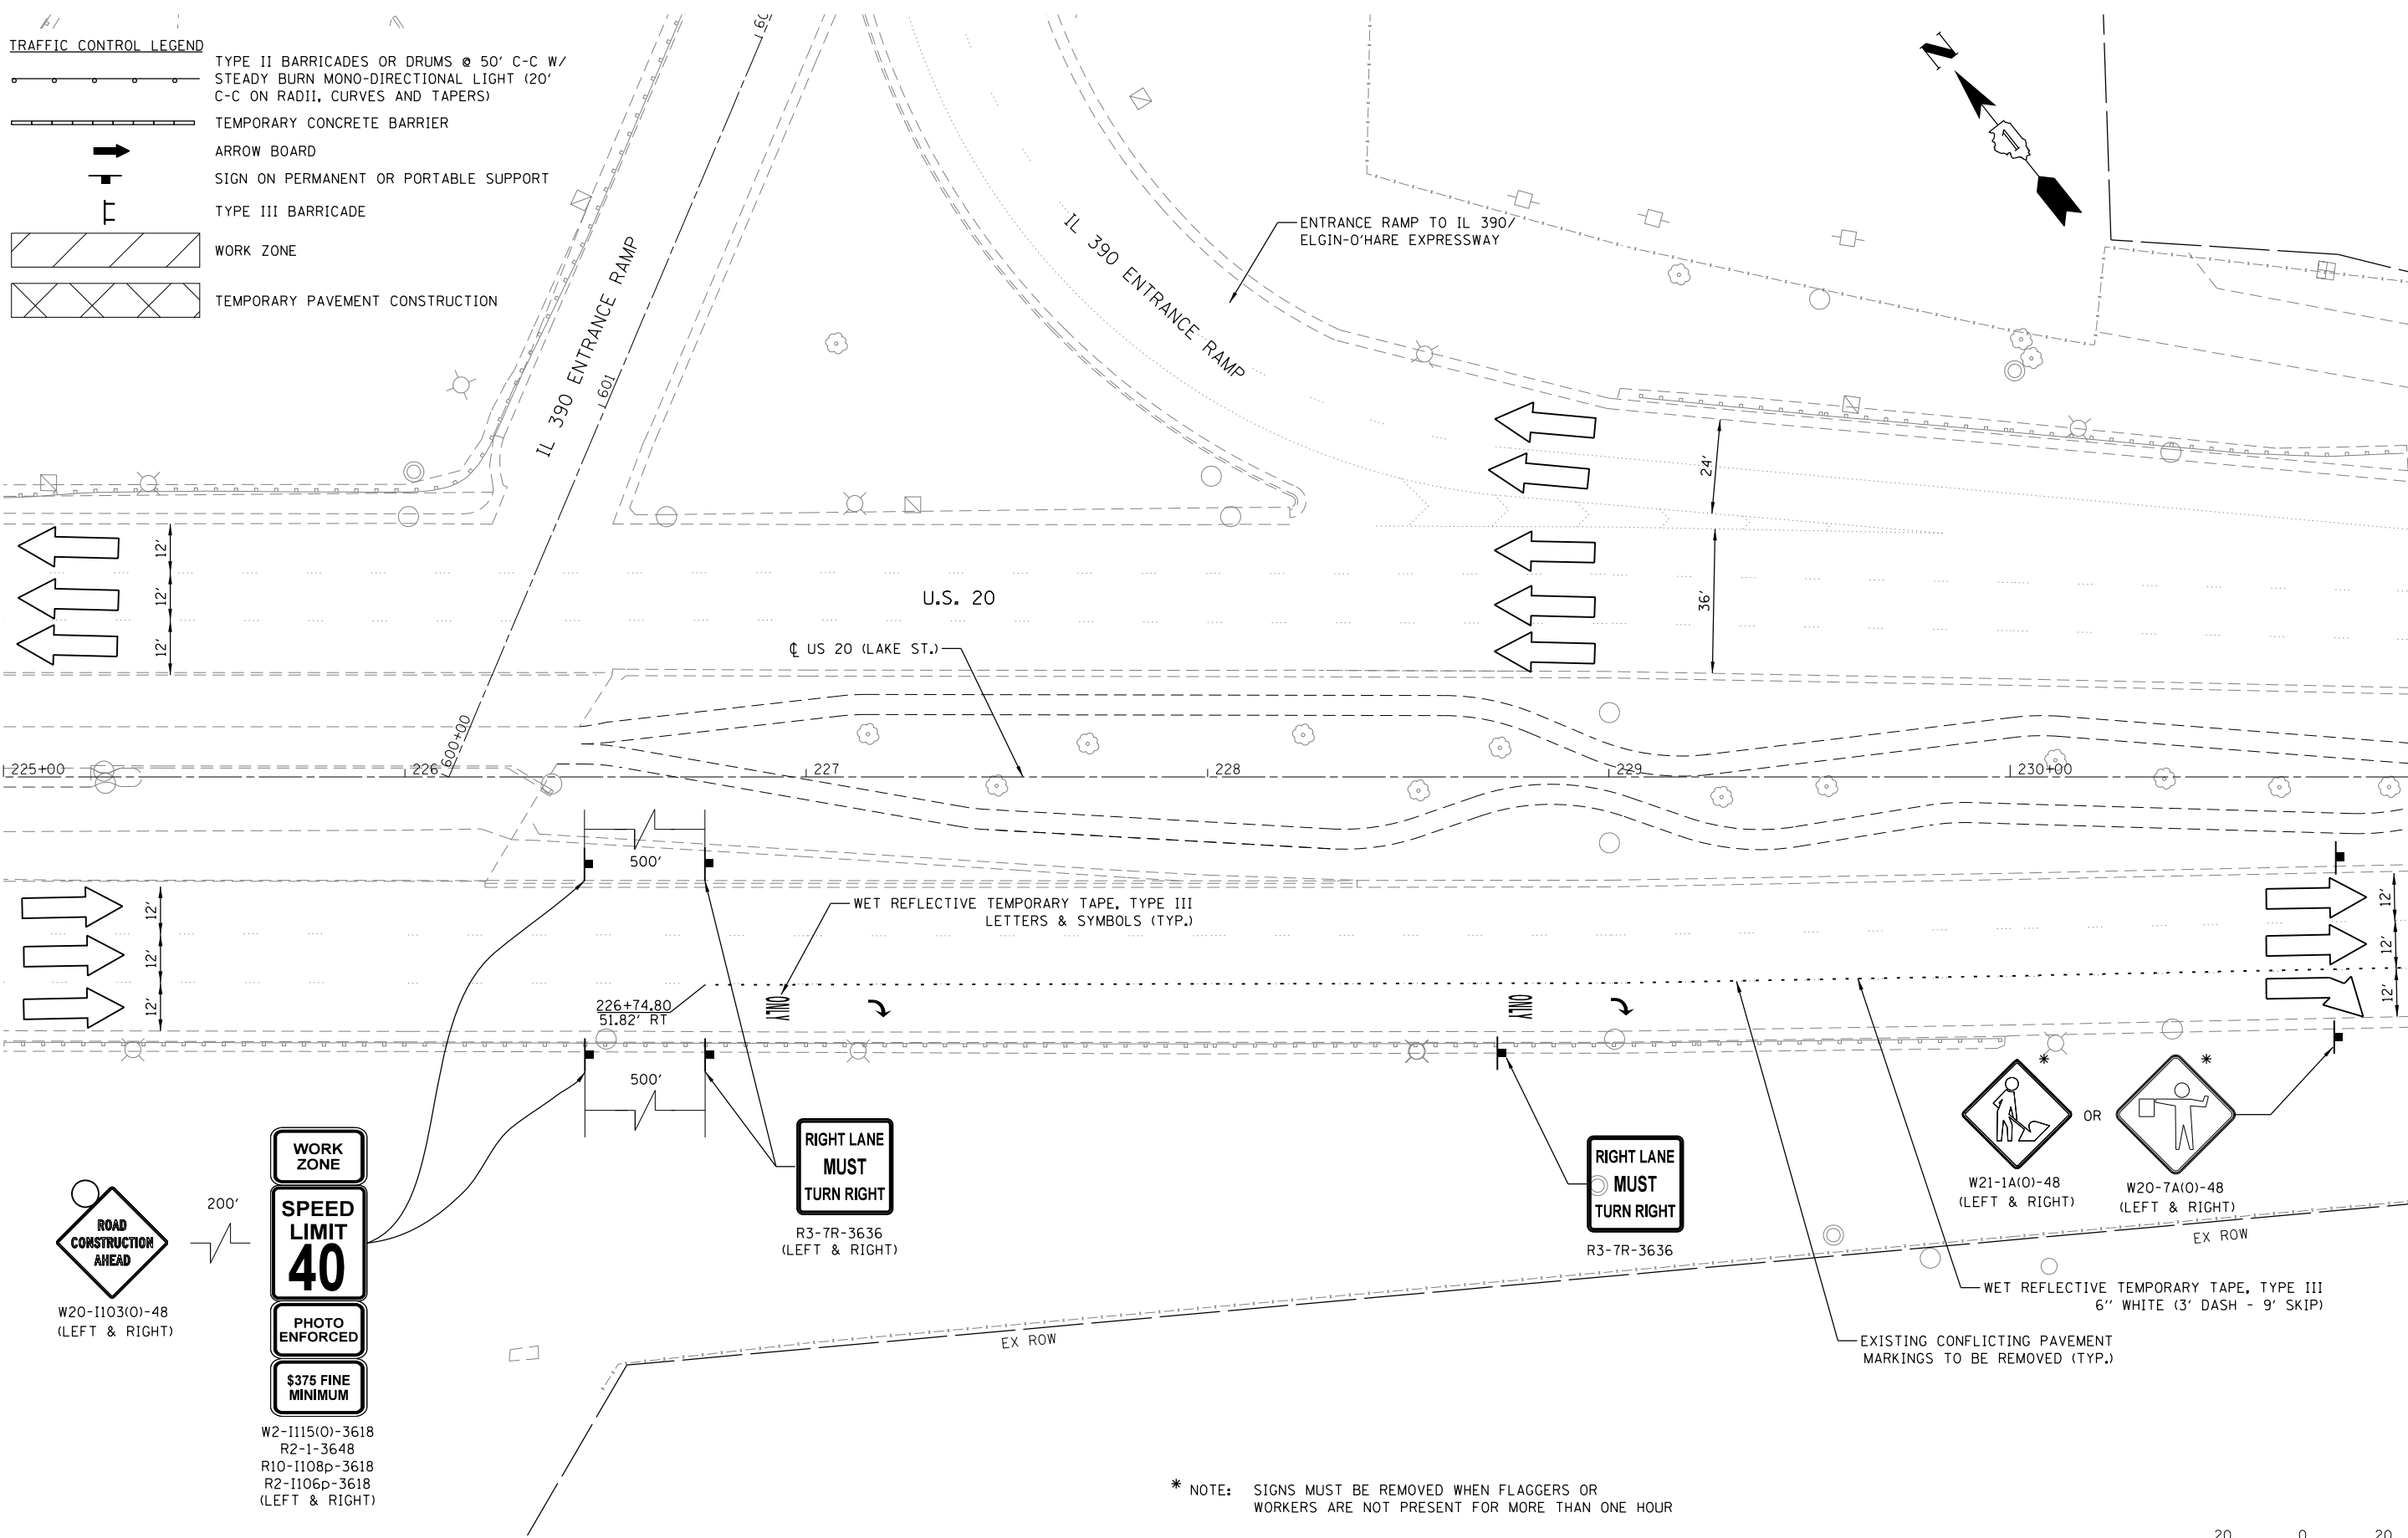 TRAFFIC CONTROL LEGEND
TYPE II BARRICADES OR DRUMS @ 50' C-C W/
STEADY BURN MONO-DIRECTIONAL LIGHT (20'
C-C ON RADII, CURVES AND TAPERS)
TEMPORARY CONCRETE BARRIER
ARROW BOARD
SIGN ON PERMANENT OR PORTABLE SUPPORT
TYPE III BARRICADE
WORK ZONE
TEMPORARY PAVEMENT CONSTRUCTION
N
IL 390 ENTRANCE RAMP
601
600+00
IL 390 ENTRANCE RAMP
ENTRANCE RAMP TO IL 390/
ELGIN-O'HARE EXPRESSWAY
24'
36'
12'
12'
12'
U.S. 20
℄ US 20 (LAKE ST.)
225+00
226
227
228
229
230+00
500'
12'
12'
12'
WET REFLECTIVE TEMPORARY TAPE, TYPE III
LETTERS & SYMBOLS (TYP.)
12'
12'
12'
226+74.80
51.82' RT
ONLY
ONLY
500'
200'
ROAD
CONSTRUCTION
AHEAD
W20-I103(O)-48
(LEFT & RIGHT)
WORK
ZONE
SPEED
LIMIT
40
PHOTO
ENFORCED
$375 FINE
MINIMUM
W2-I115(O)-3618
R2-1-3648
R10-I108p-3618
R2-I106p-3618
(LEFT & RIGHT)
RIGHT LANE
MUST
TURN RIGHT
R3-7R-3636
(LEFT & RIGHT)
RIGHT LANE
MUST
TURN RIGHT
R3-7R-3636
*
OR
*
W21-1A(O)-48
(LEFT & RIGHT)
W20-7A(O)-48
(LEFT & RIGHT)
EX ROW
EX ROW
WET REFLECTIVE TEMPORARY TAPE, TYPE III
6'' WHITE (3' DASH - 9' SKIP)
EXISTING CONFLICTING PAVEMENT
MARKINGS TO BE REMOVED (TYP.)
* NOTE: SIGNS MUST BE REMOVED WHEN FLAGGERS OR
WORKERS ARE NOT PRESENT FOR MORE THAN ONE HOUR
20 0 20